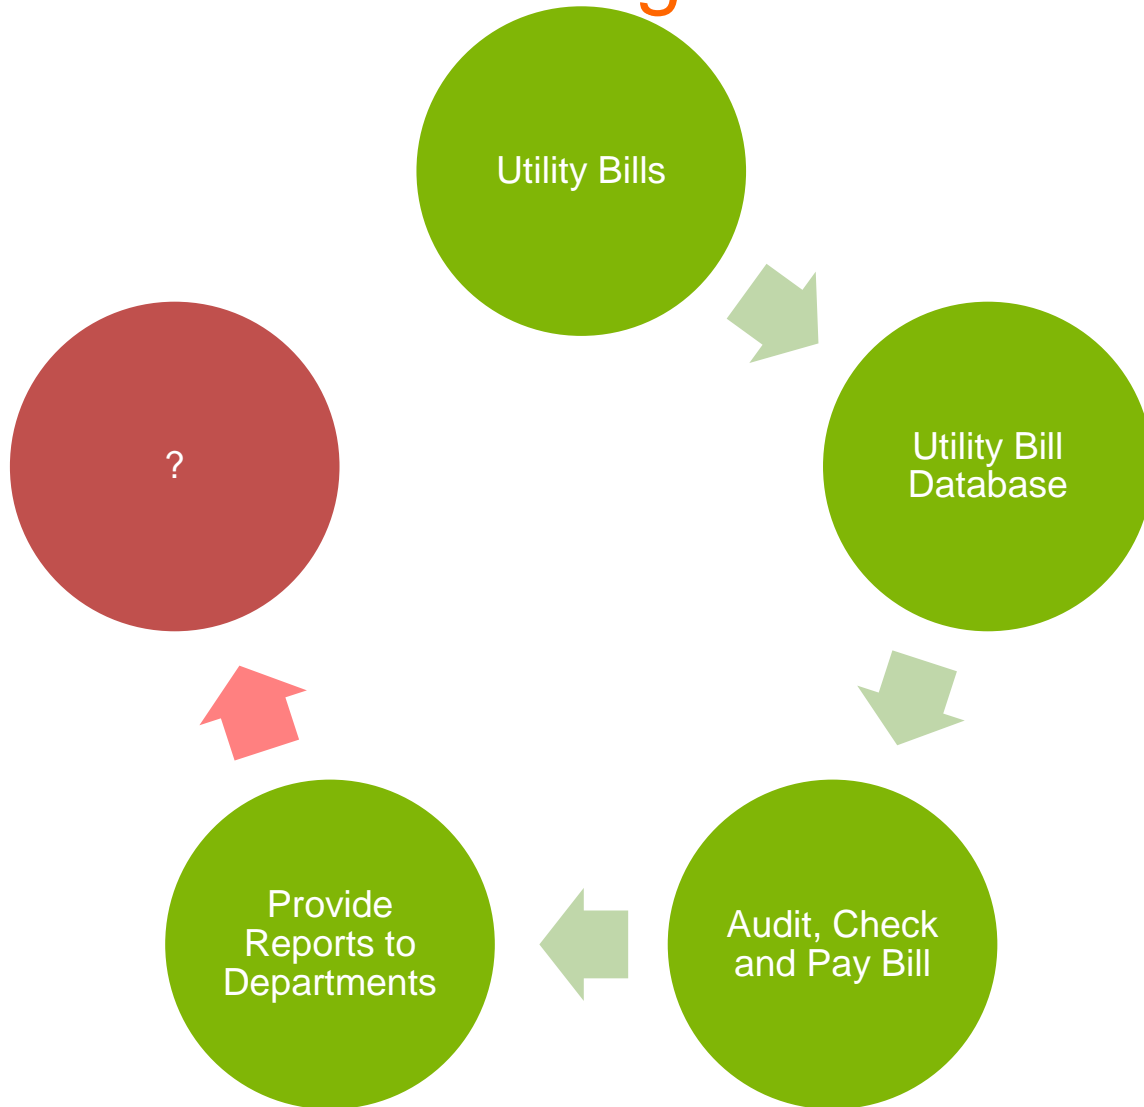 g
Utility Bills
Utility Bill
Database
Audit, Check
and Pay Bill
Provide
Reports to
Departments
?